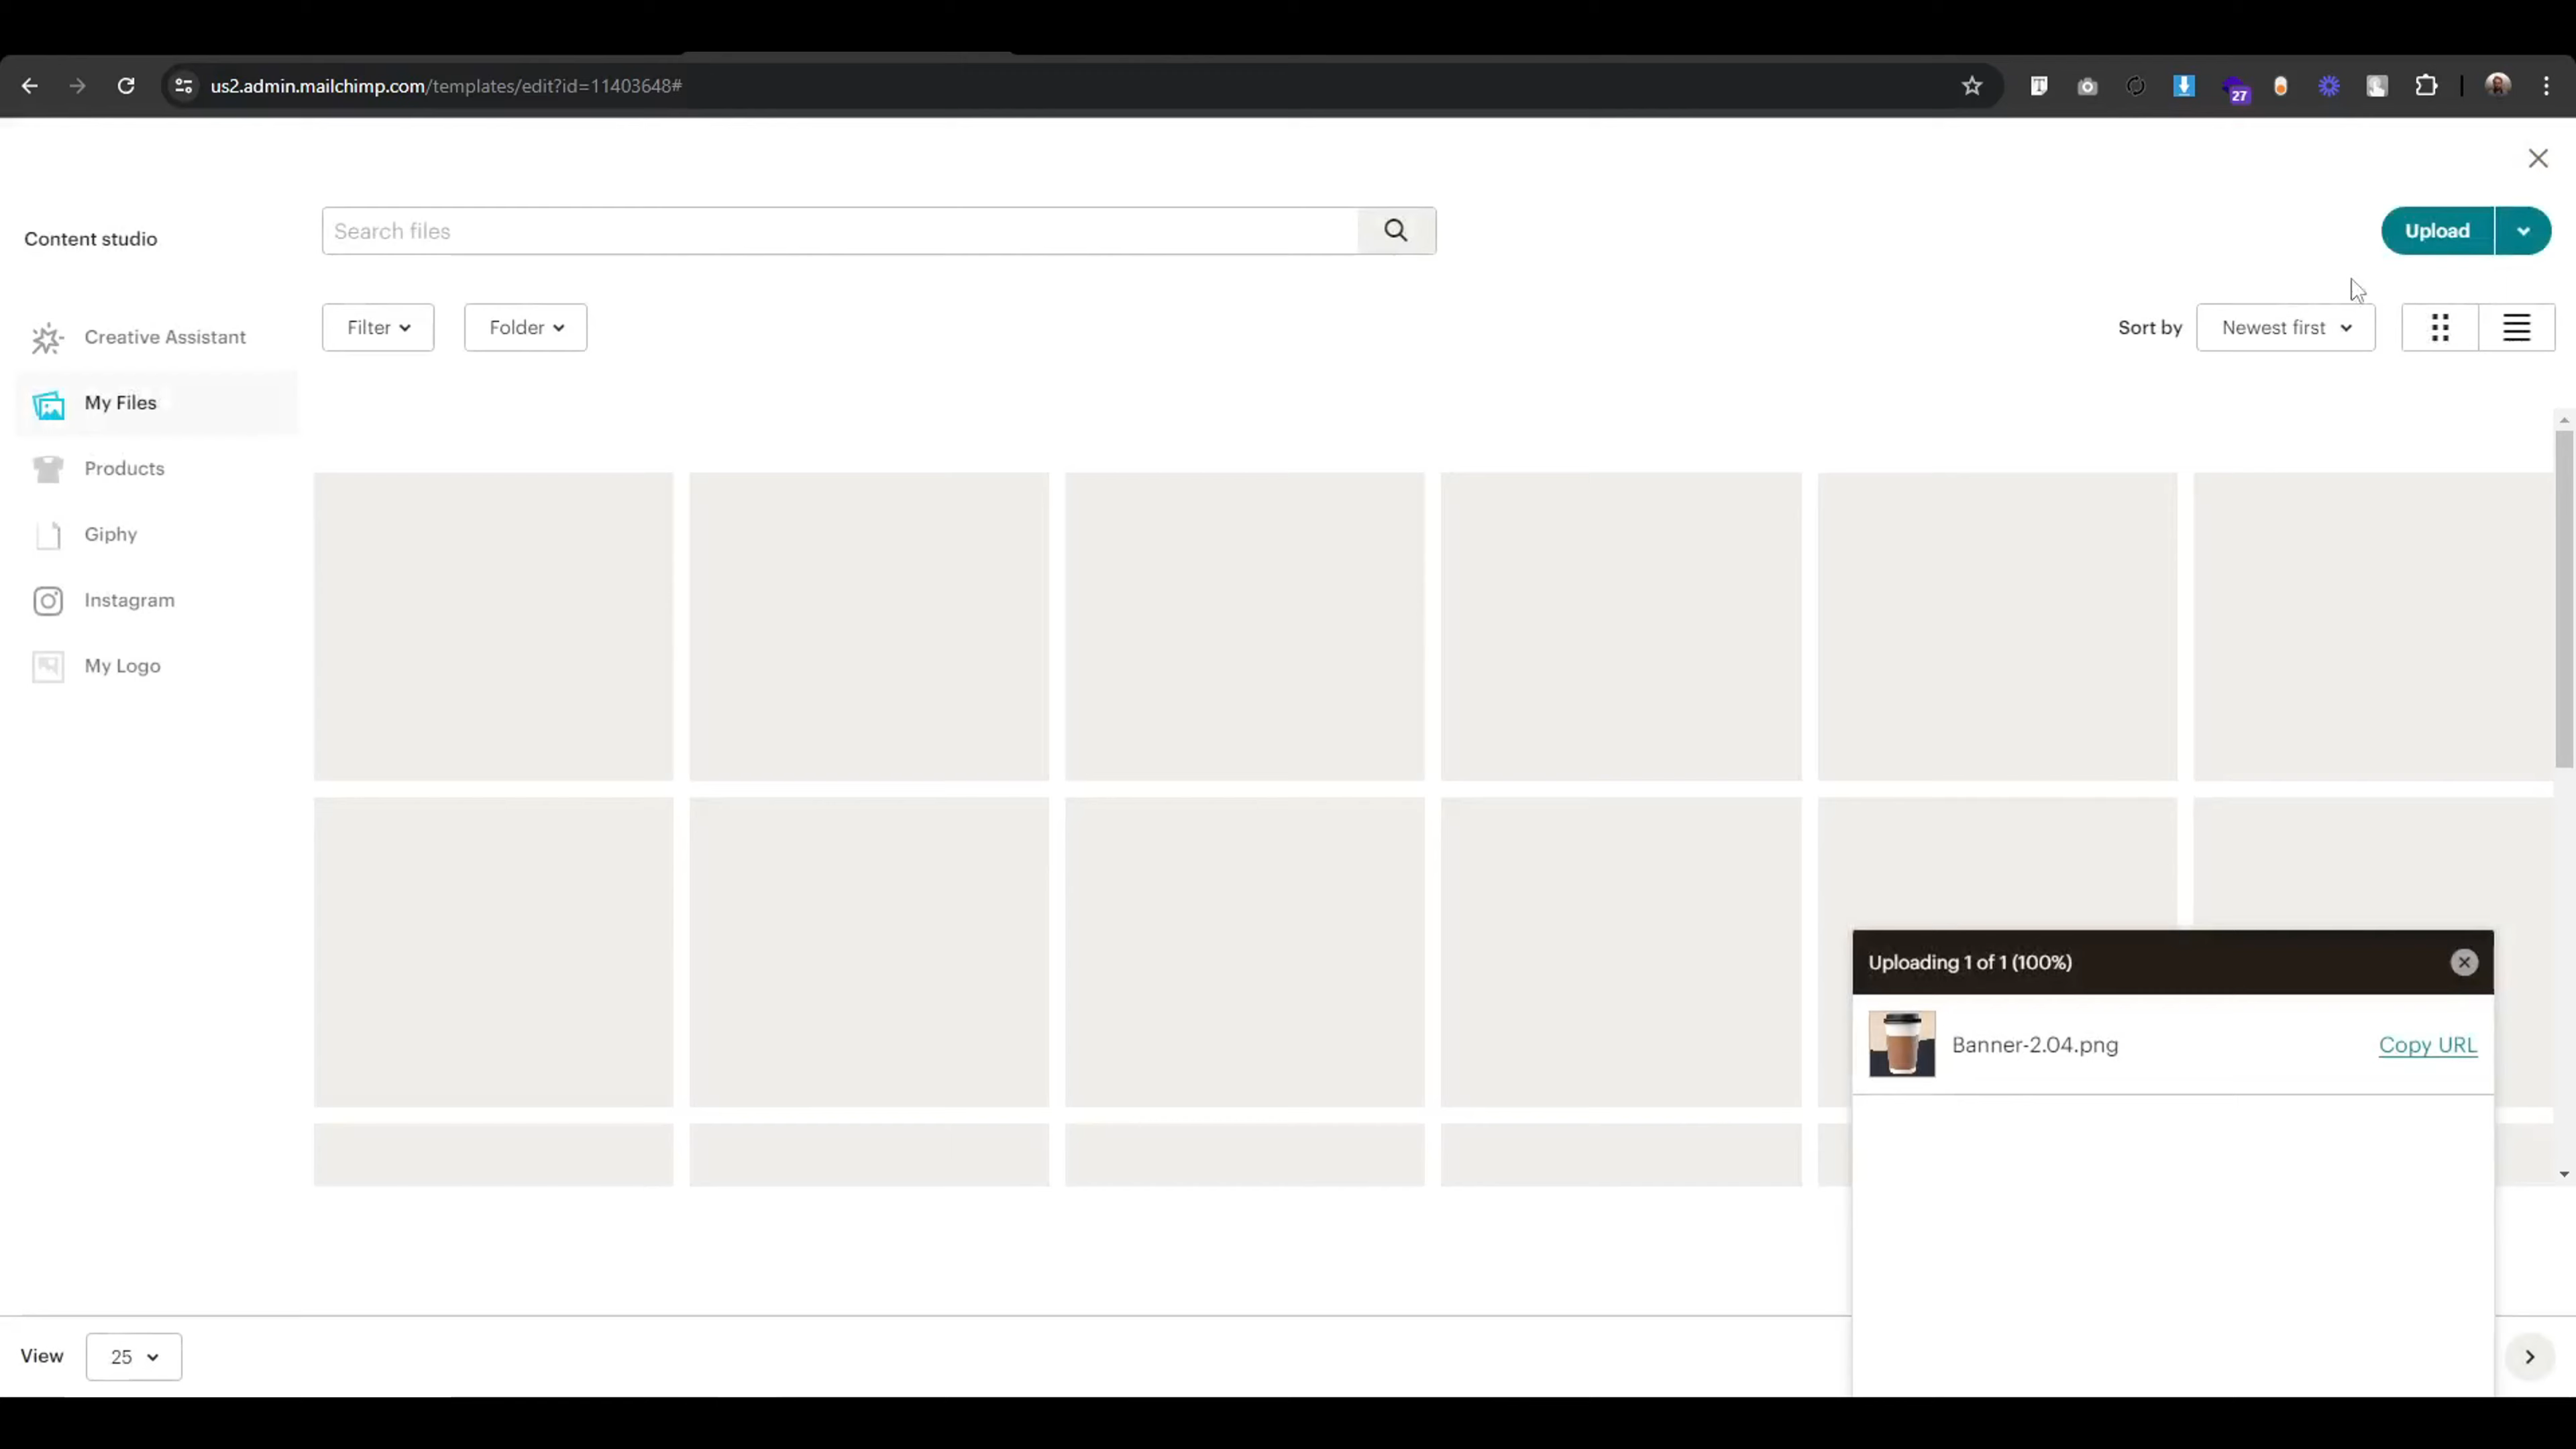 us2.admin.mailchimp.com/templates/edit?id=11403648#
27
Content studio
Search files
Upload
Filter
Folder
Sort by
Newest first
Creative Assistant
My Files
Products
Giphy
Instagram
My Logo
Uploading 1 of 1 (100%)
Banner-2.04.png
Copy URL
View
25